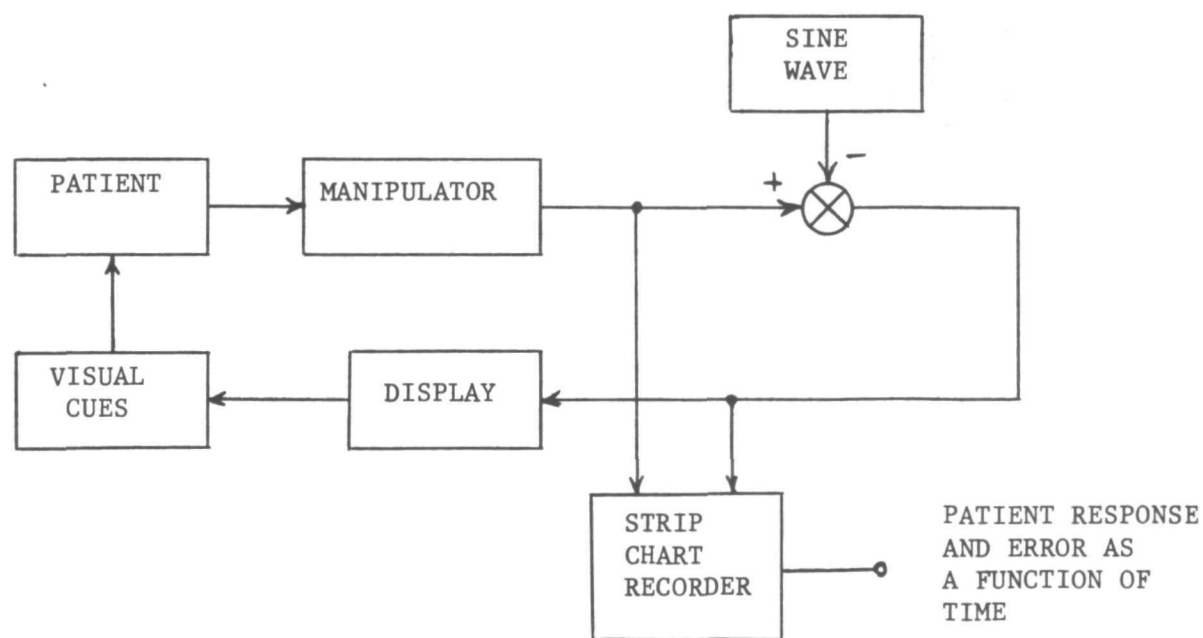 SINE
WAVE
PATIENT
MANIPULATOR
+
−
VISUAL
CUES
DISPLAY
STRIP
CHART
RECORDER
PATIENT RESPONSE
AND ERROR AS
A FUNCTION OF
TIME